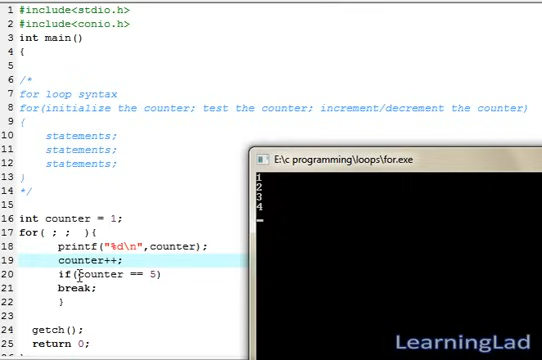 1 #include<stdio.h>
2 #include<conio.h>
3 int main()
4 {
5
6 /*
7 for loop syntax
8 for(initialize the counter; test the counter; increment/decrement the counter)
9 {
10 statements;
11 statements;
12 statements;
13 )
14 */
15
16 int counter = 1;
17 for( ; ; ){
18 printf("%d\n",counter);
19 counter++;
20 if(counter == 5)
21 break;
22 }
23
24 getch();
25 return 0;
E:\c programming\loops\for.exe
1
2
3
4
LearningLad